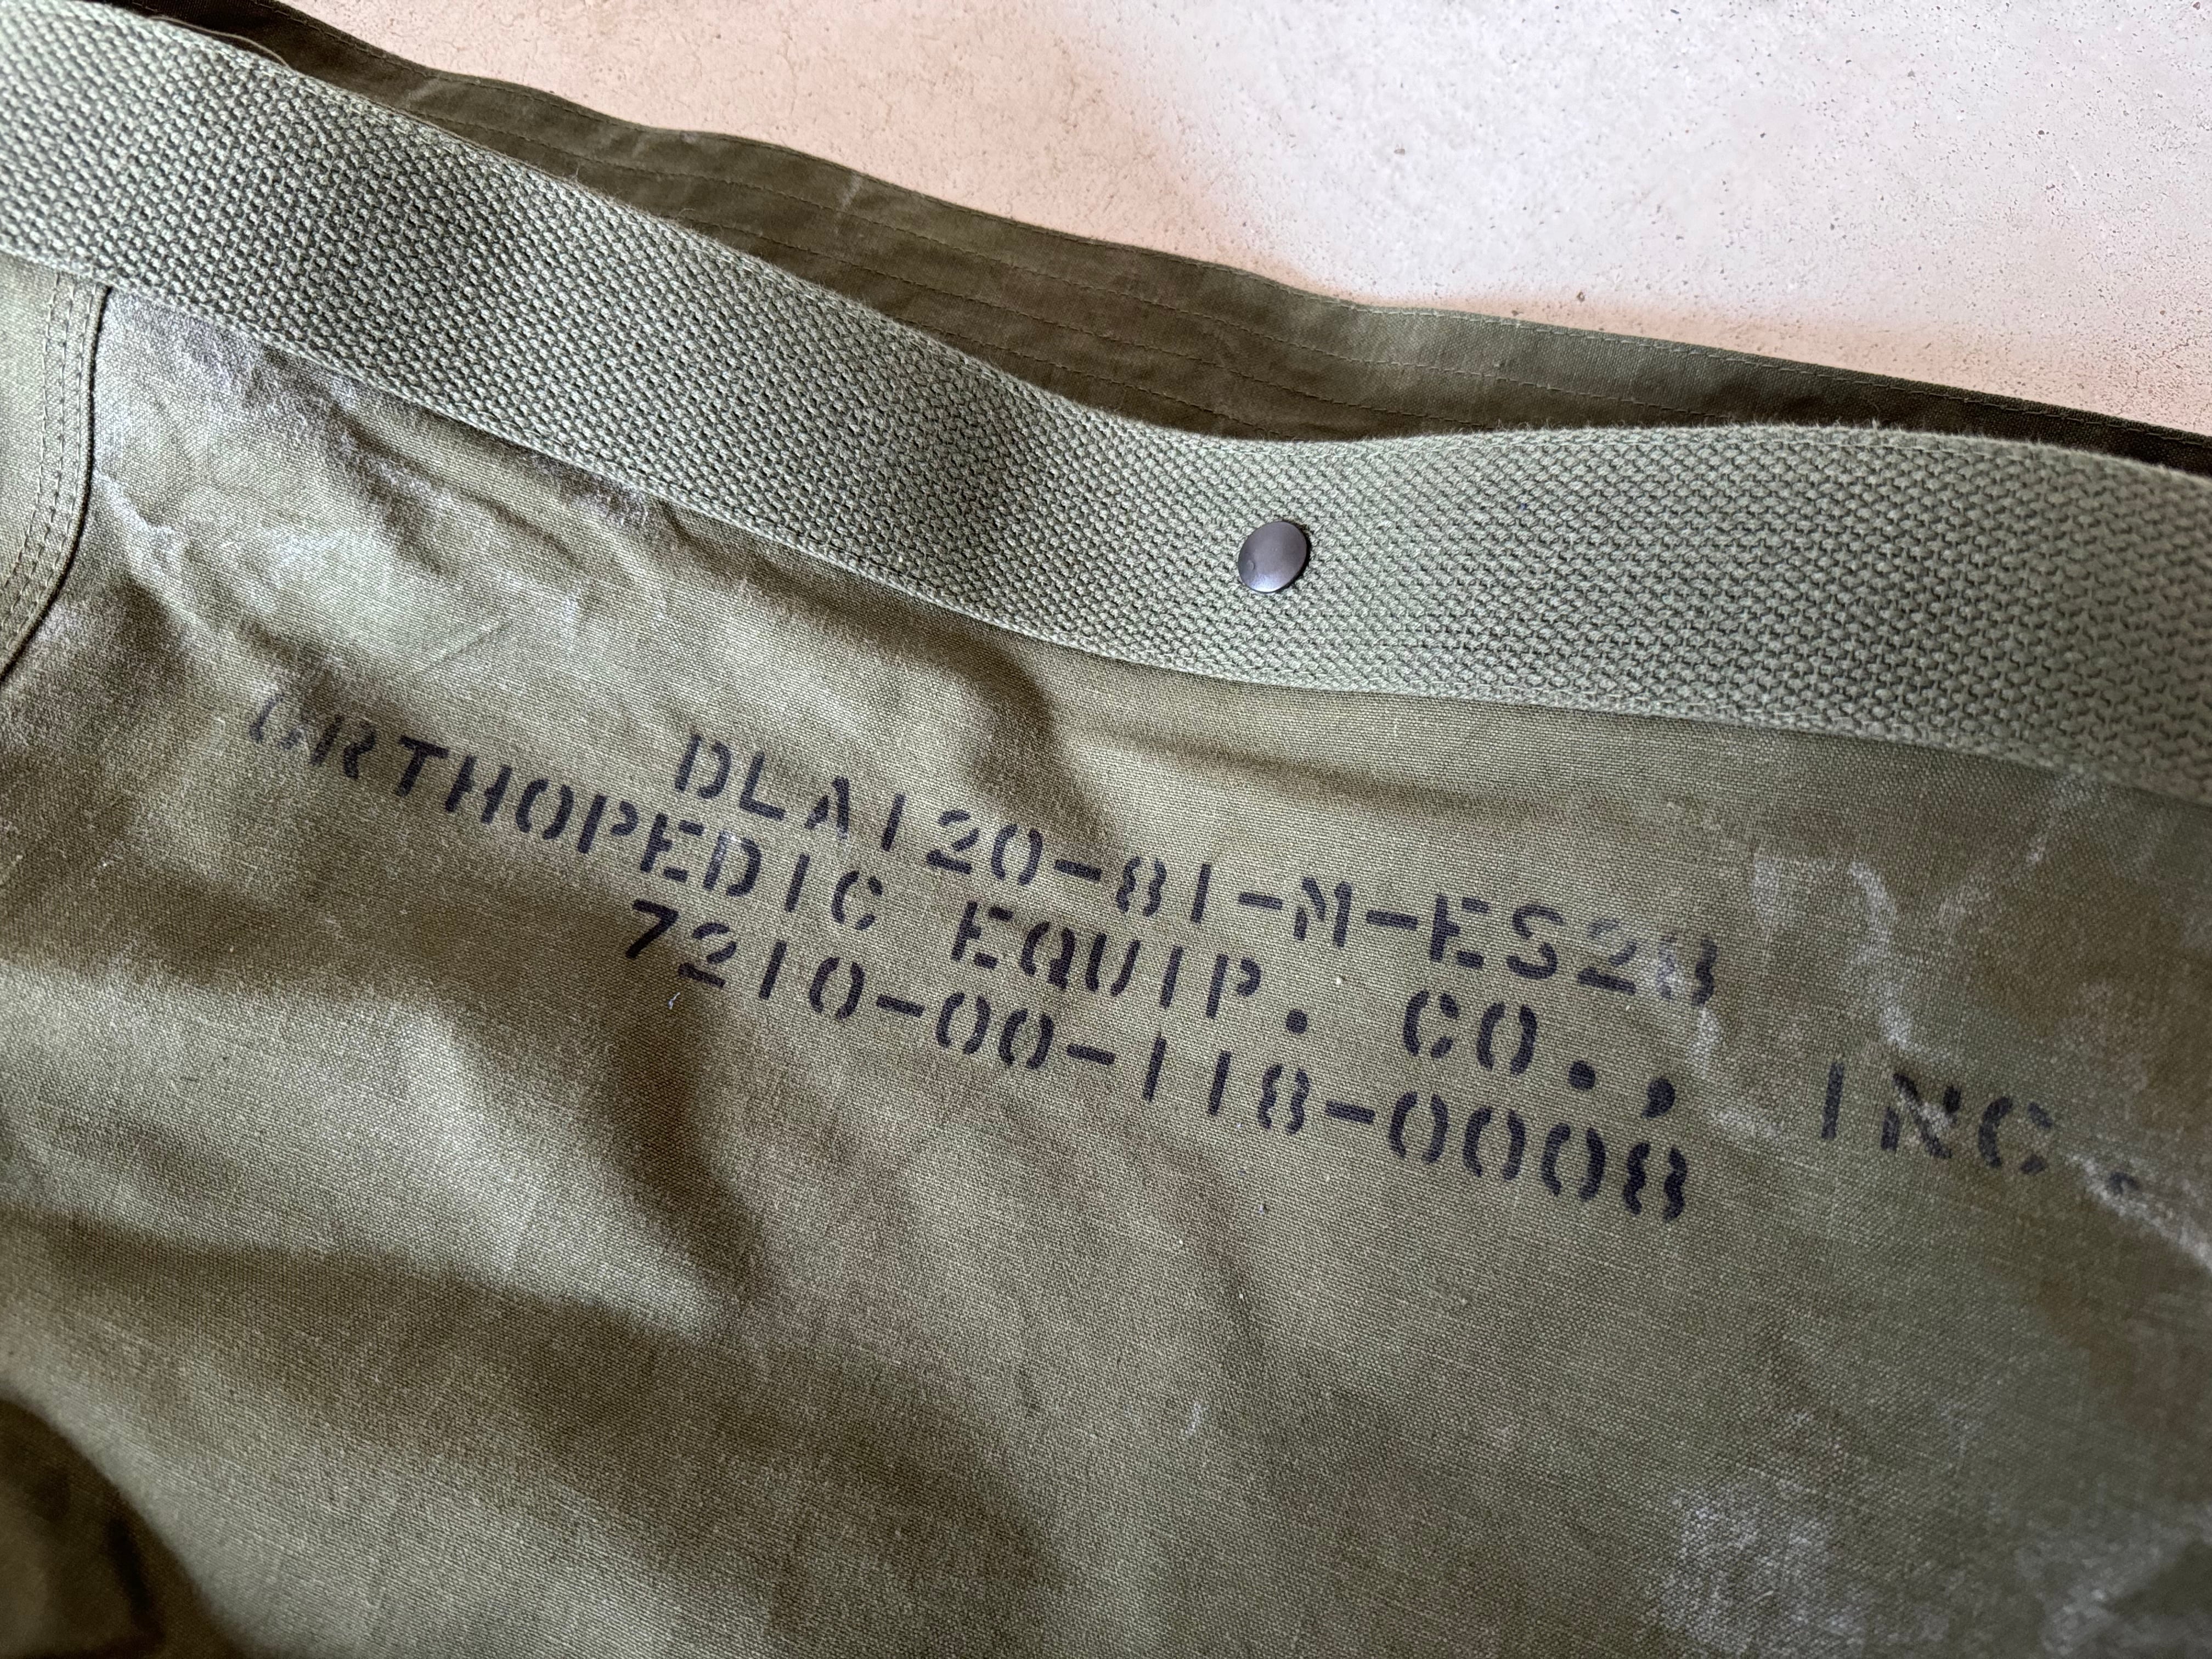 DLA120-81-M-ES28
ORTHOPEDIC EQUIP. CO., INC.
7210-00-118-0008